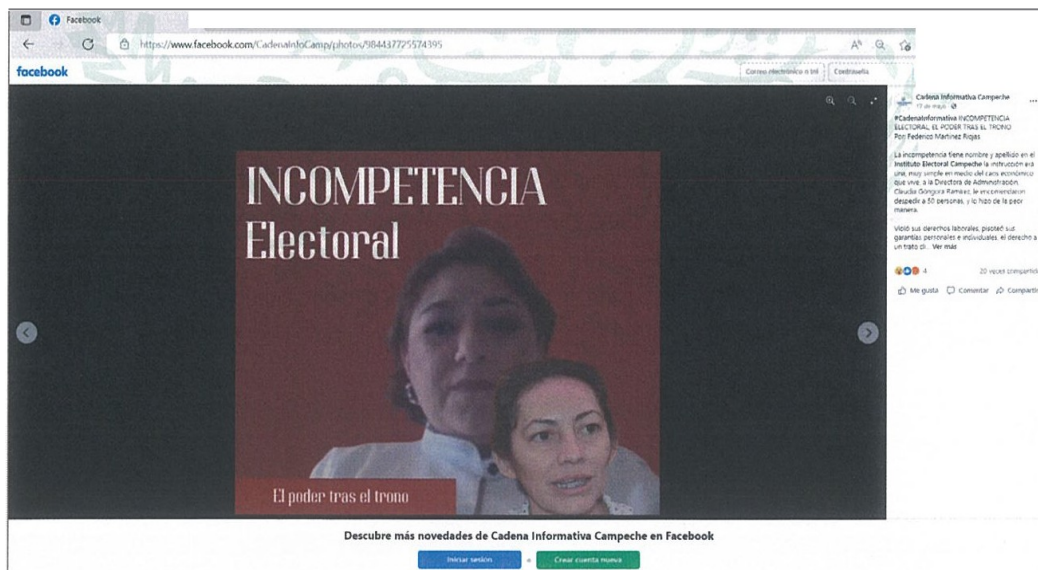 Facebook
https://www.facebook.com/CadenaInfoCamp/photos/984437725574395
facebook
Correo electrónico o tel
Contraseña
INCOMPETENCIA
Electoral
El poder tras el trono
Cadena Informativa Campeche
17 de mayo
#CadenaInformativa INCOMPETENCIA
ELECTORAL, EL PODER TRAS EL TRONO
Por: Federico Martínez Riojas
La incompetencia tiene nombre y apellido en el
Instituto Electoral Campeche la instrucción era
una, muy simple en medio del caos económico
que vive, a la Directora de Administración,
Claudia Góngora Ramírez, le encomendaron
despedir a 50 personas, y lo hizo de la peor
manera.
Violó sus derechos laborales, pisoteó sus
garantías personales e individuales, el derecho a
un trato di... Ver más
4
20 veces compartido
Me gusta
Comentar
Compartir
Descubre más novedades de Cadena Informativa Campeche en Facebook
Iniciar sesión
o
Crear cuenta nueva